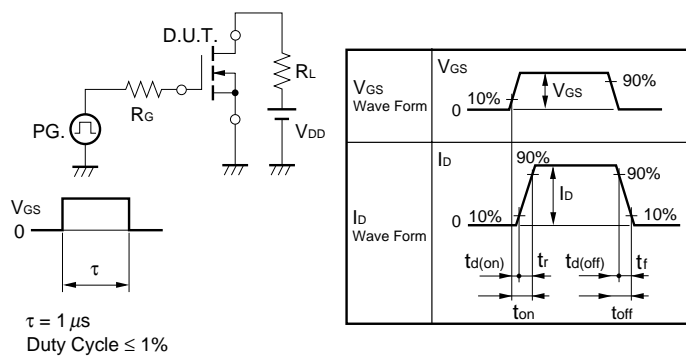 D.U.T.
RL
RG
PG.
VDD
VGS
0
τ
τ = 1 μs
Duty Cycle ≤ 1%
VGS
Wave Form
VGS
VGS
90%
10%
0
ID
Wave Form
ID
90%
90%
ID
0
10%
10%
td(on)
tr
td(off)
tf
ton
toff